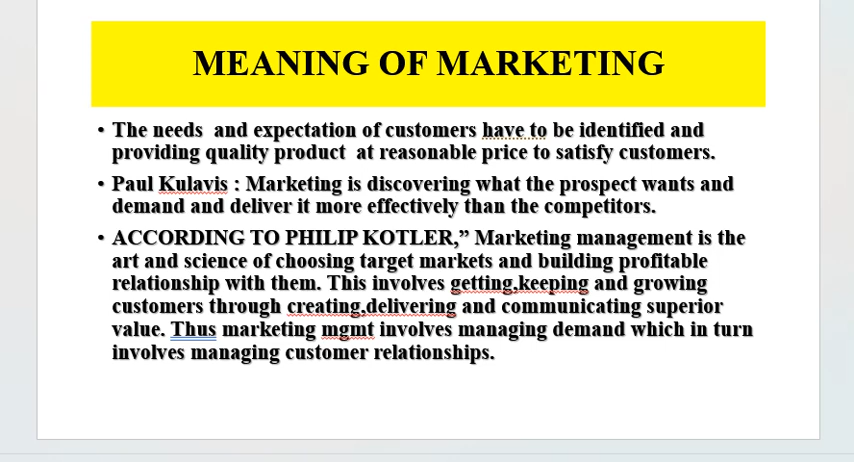 MEANING OF MARKETING
• The needs and expectation of customers have to be identified and
providing quality product at reasonable price to satisfy customers.
• Paul Kulavis : Marketing is discovering what the prospect wants and
demand and deliver it more effectively than the competitors.
• ACCORDING TO PHILIP KOTLER,” Marketing management is the
art and science of choosing target markets and building profitable
relationship with them. This involves getting,keeping and growing
customers through creating,delivering and communicating superior
value. Thus marketing mgmt involves managing demand which in turn
involves managing customer relationships.